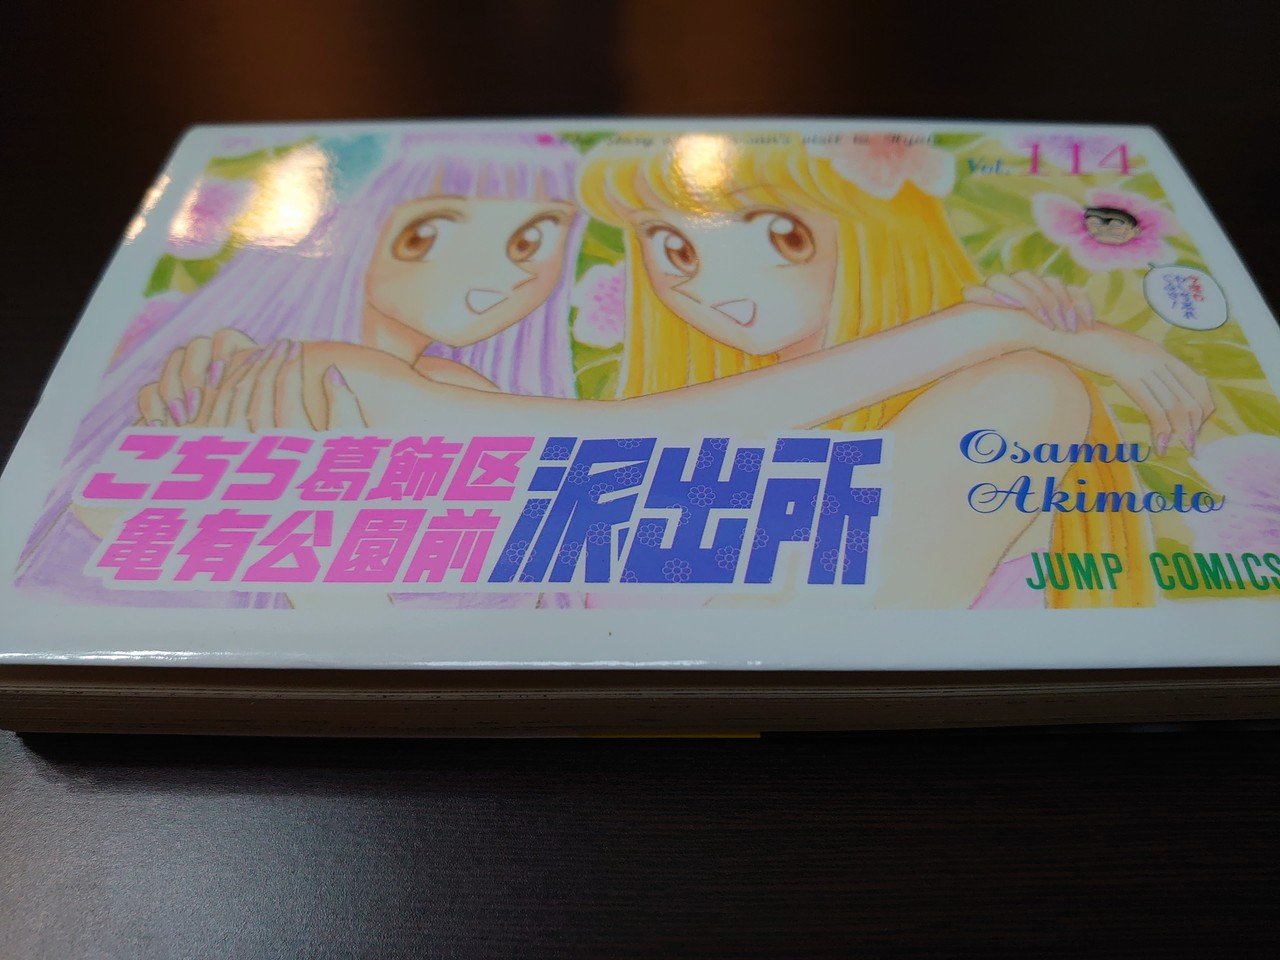 Vol. 114
こちら葛飾区
亀有公園前
派出所
Osamu
Akimoto
JUMP COMICS